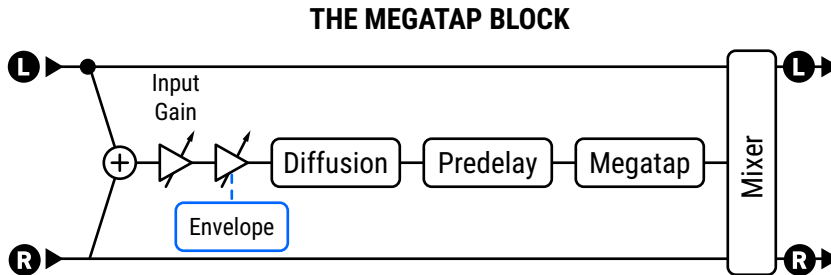 THE MEGATAP BLOCK
L
L
Input
Gain
+
Diffusion
Predelay
Megatap
Mixer
Envelope
R
R